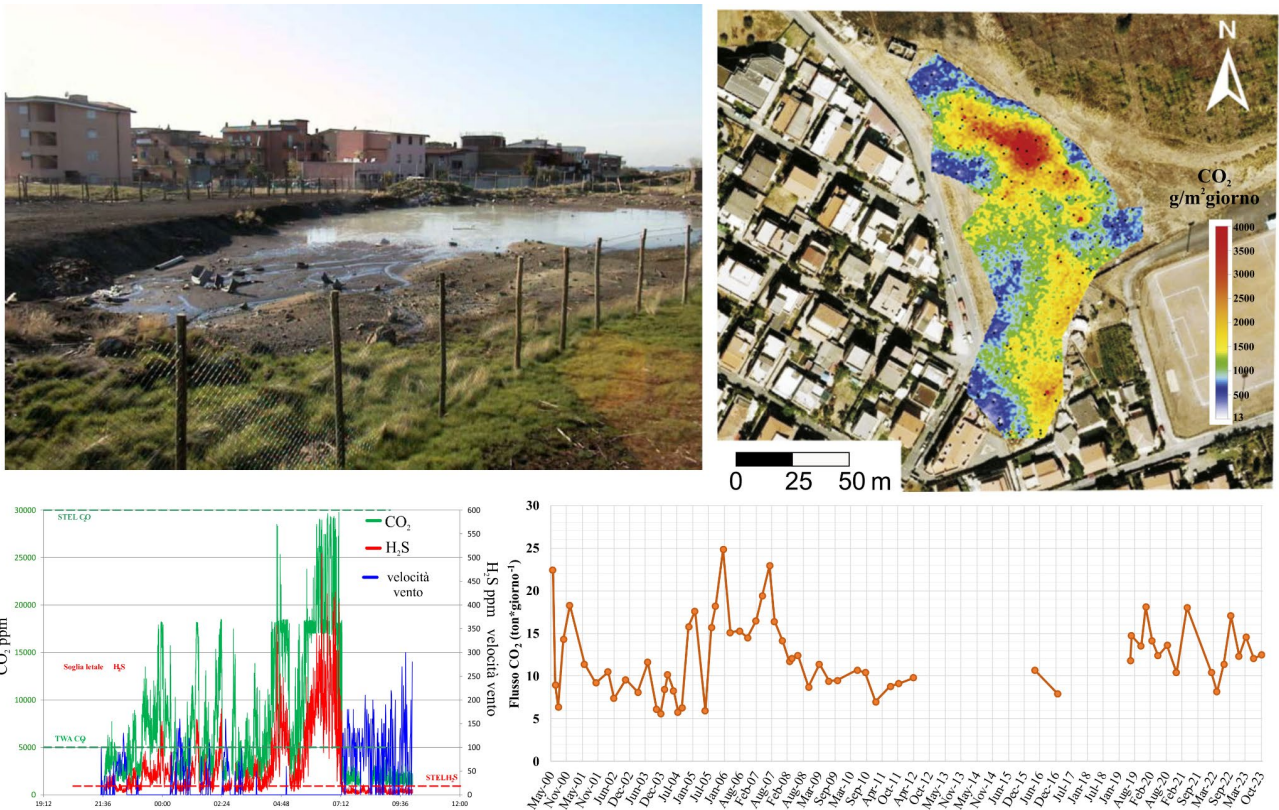 N
CO₂
g/m²giorno
4000
3500
3000
2500
2000
1500
1000
500
13
0 25 50 m
CO₂ ppm
30000
25000
20000
15000
10000
5000
0
STEL CO₂
Soglia letale H₂S
TWA CO₂
STEL H₂S
CO₂
H₂S
velocità
vento
600
550
500
450
400
350
300
250
200
150
100
50
0
H₂S ppm velocità vento
19:12 21:36 00:00 02:24 04:48 07:12 09:36 12:00
Flusso CO₂ (ton*giorno⁻¹)
30
25
20
15
10
5
0
May-00
Nov-00
May-01
Nov-01
Jun-02
Dec-02
Jun-03
Dec-03
Jul-04
Jan-05
Jul-05
Jan-06
Aug-06
Feb-07
Aug-07
Feb-08
Aug-08
Mar-09
Sep-09
Mar-10
Sep-10
Apr-11
Oct-11
Apr-12
Oct-12
May-13
Nov-13
May-14
Nov-14
Jun-15
Dec-15
Jun-16
Dec-16
Jul-17
Jan-18
Jul-18
Jan-19
Aug-19
Feb-20
Aug-20
Feb-21
Aug-21
Mar-22
Sep-22
Mar-23
Oct-23